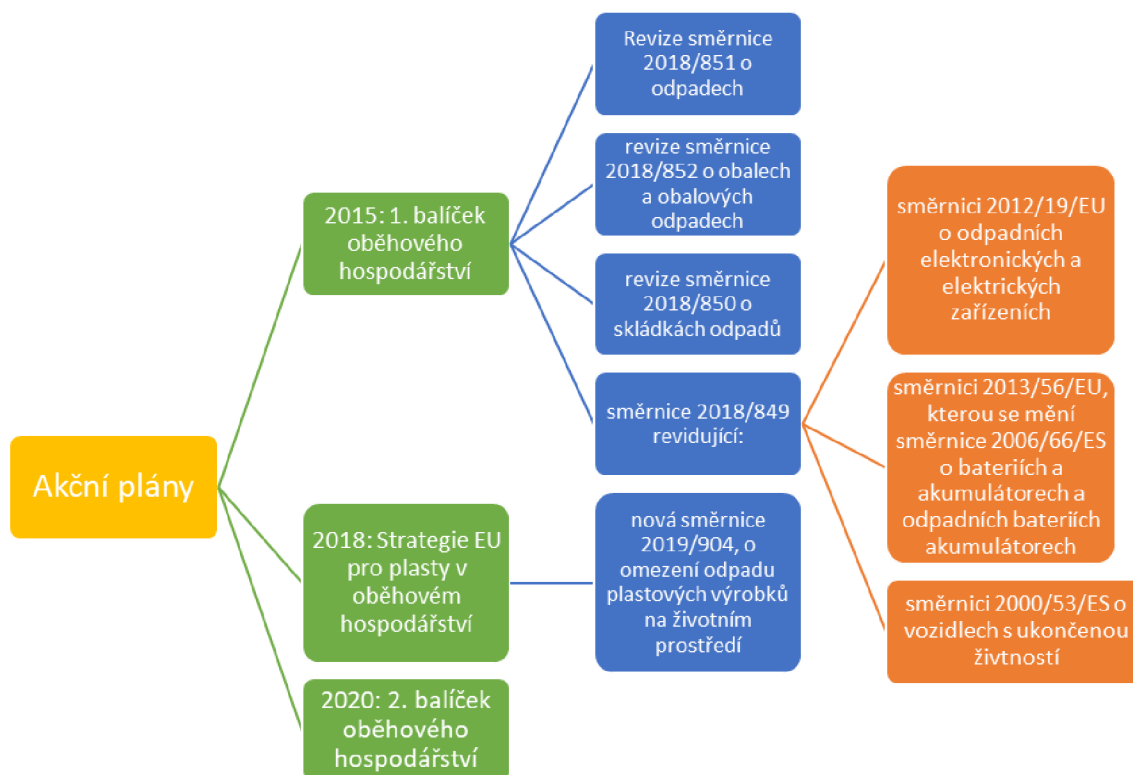 Akční plány
2015: 1. balíček
oběhového
hospodářství
2018: Strategie EU
pro plasty v
oběhovém
hospodářství
2020: 2. balíček
oběhového
hospodářství
Revize směrnice
2018/851 o
odpadech
revize směrnice
2018/852 o obalech
a obalových
odpadech
revize směrnice
2018/850 o
skládkách odpadů
směrnice 2018/849
revidující:
nová směrnice
2019/904, o
omezení odpadu
plastových výrobků
na životním
prostředí
směrnici 2012/19/EU
o odpadních
elektronických a
elektrických
zařízeních
směrnici 2013/56/EU,
kterou se mění
směrnice 2006/66/ES
o bateriích a
akumulátorech a
odpadních bateriích
akumulátorech
směrnici 2000/53/ES o
vozidlech s ukončenou
živtností